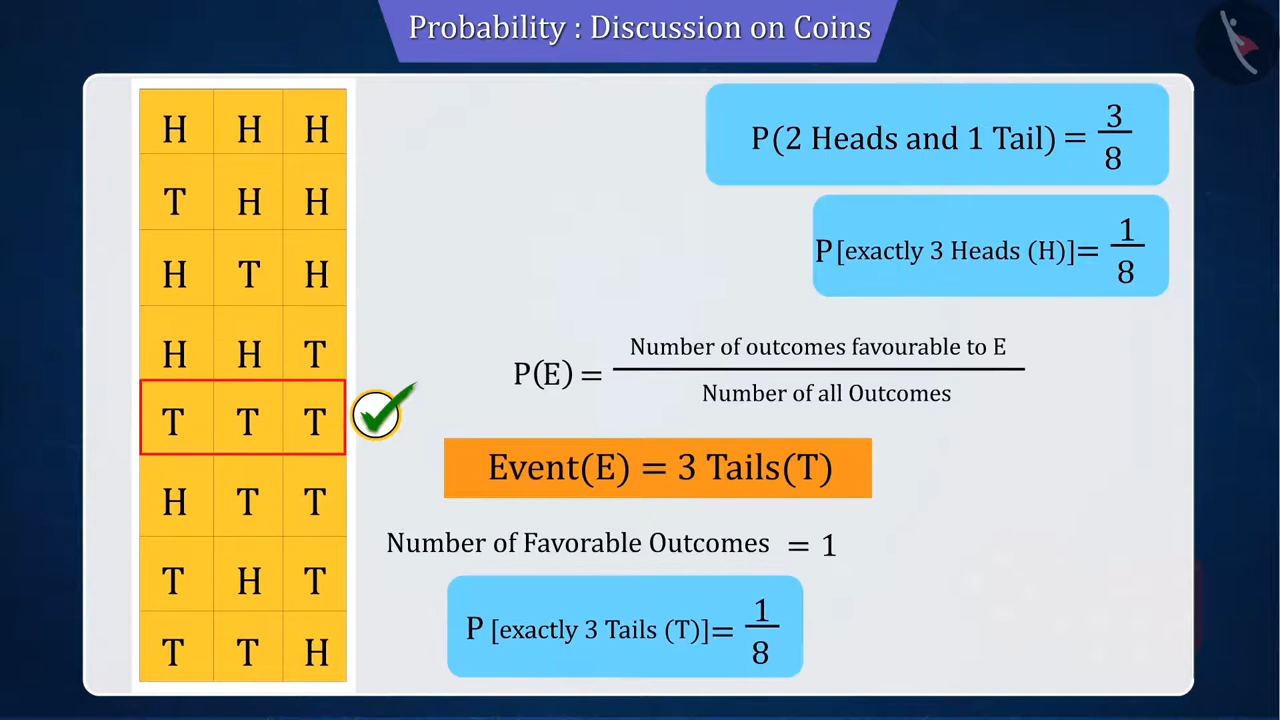 Probability : Discussion on Coins
H H H
T H H
H T H
H H T
T T T
H T T
T H T
T T H
P(2 Heads and 1 Tail) = 3/8
P[exactly 3 Heads (H)]= 1/8
P(E) = Number of outcomes favourable to E / Number of all Outcomes
Event(E) = 3 Tails(T)
Number of Favorable Outcomes = 1
P [exactly 3 Tails (T)]= 1/8